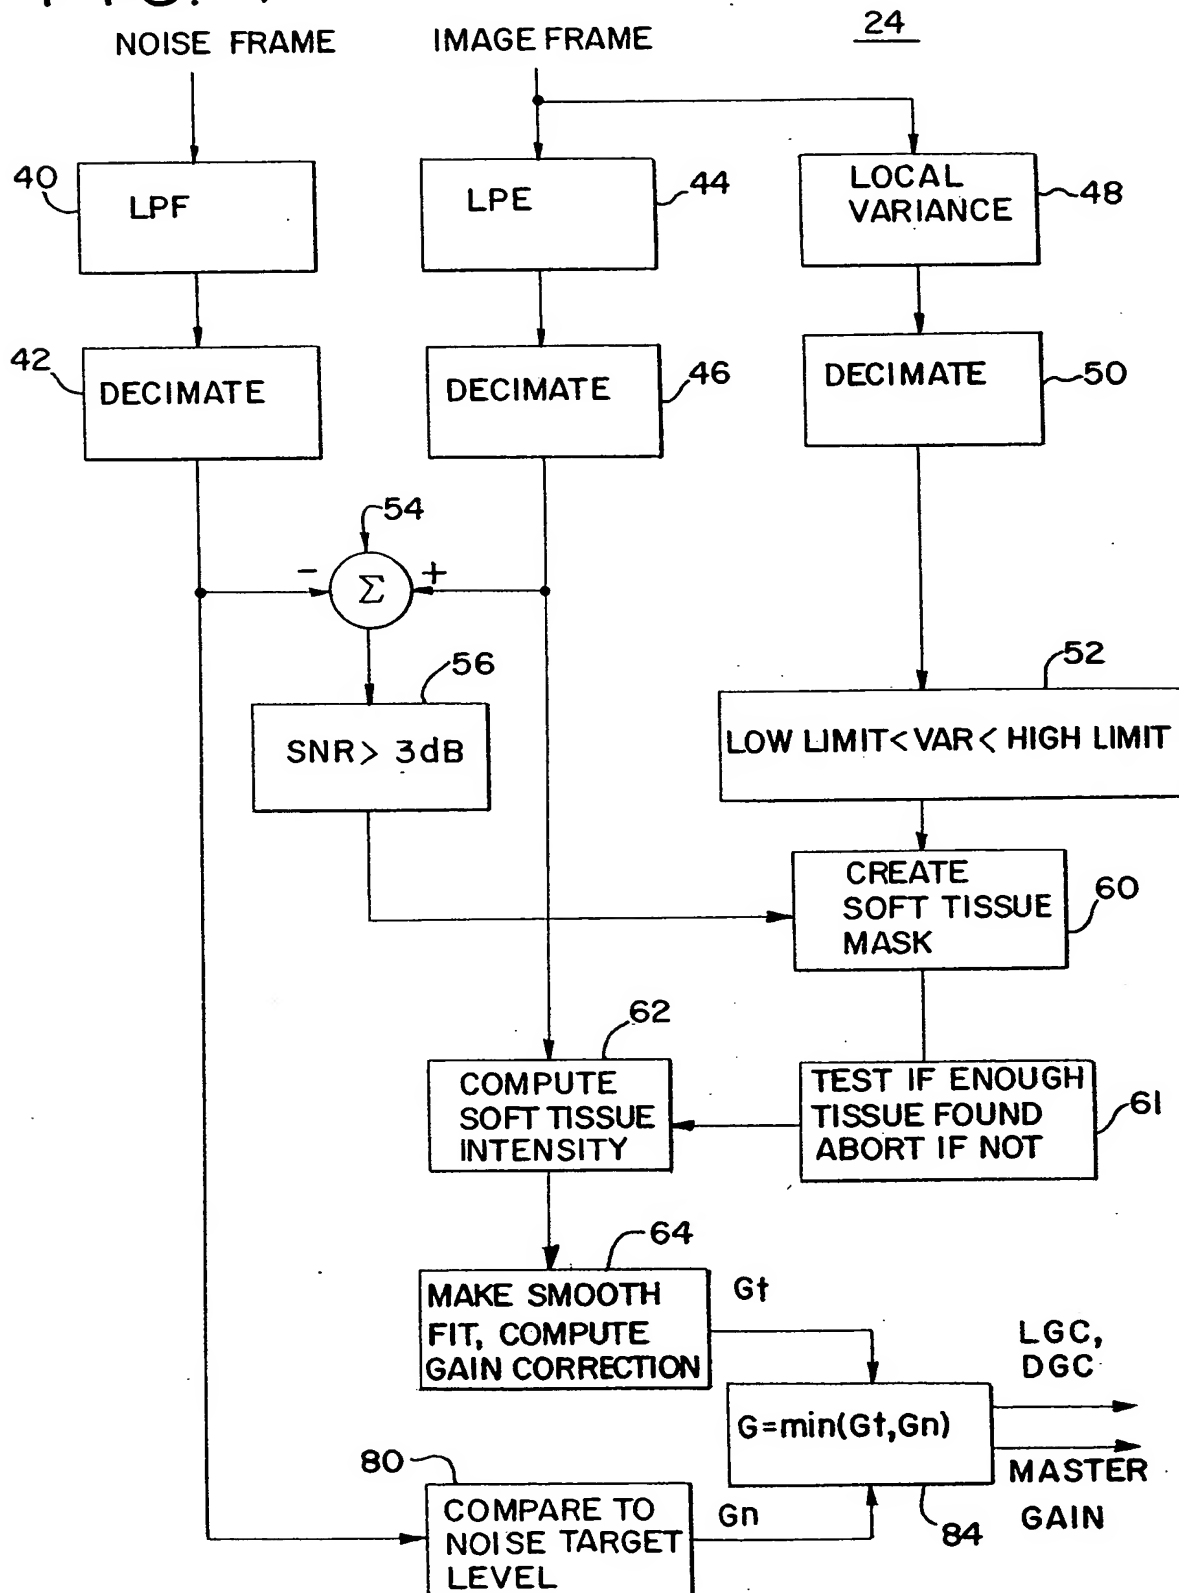 24
NOISE FRAME
IMAGE FRAME
40
LPF
44
LPE
LOCAL
VARIANCE
48
42
DECIMATE
DECIMATE
46
DECIMATE
50
54
−
Σ
+
56
SNR > 3dB
52
LOW LIMIT < VAR < HIGH LIMIT
CREATE
SOFT TISSUE
MASK
60
62
COMPUTE
SOFT TISSUE
INTENSITY
TEST IF ENOUGH
TISSUE FOUND
ABORT IF NOT
61
64
MAKE SMOOTH
FIT, COMPUTE
GAIN CORRECTION
Gt
LGC,
DGC
G=min(Gt,Gn)
MASTER
GAIN
84
80
COMPARE TO
NOISE TARGET
LEVEL
Gn